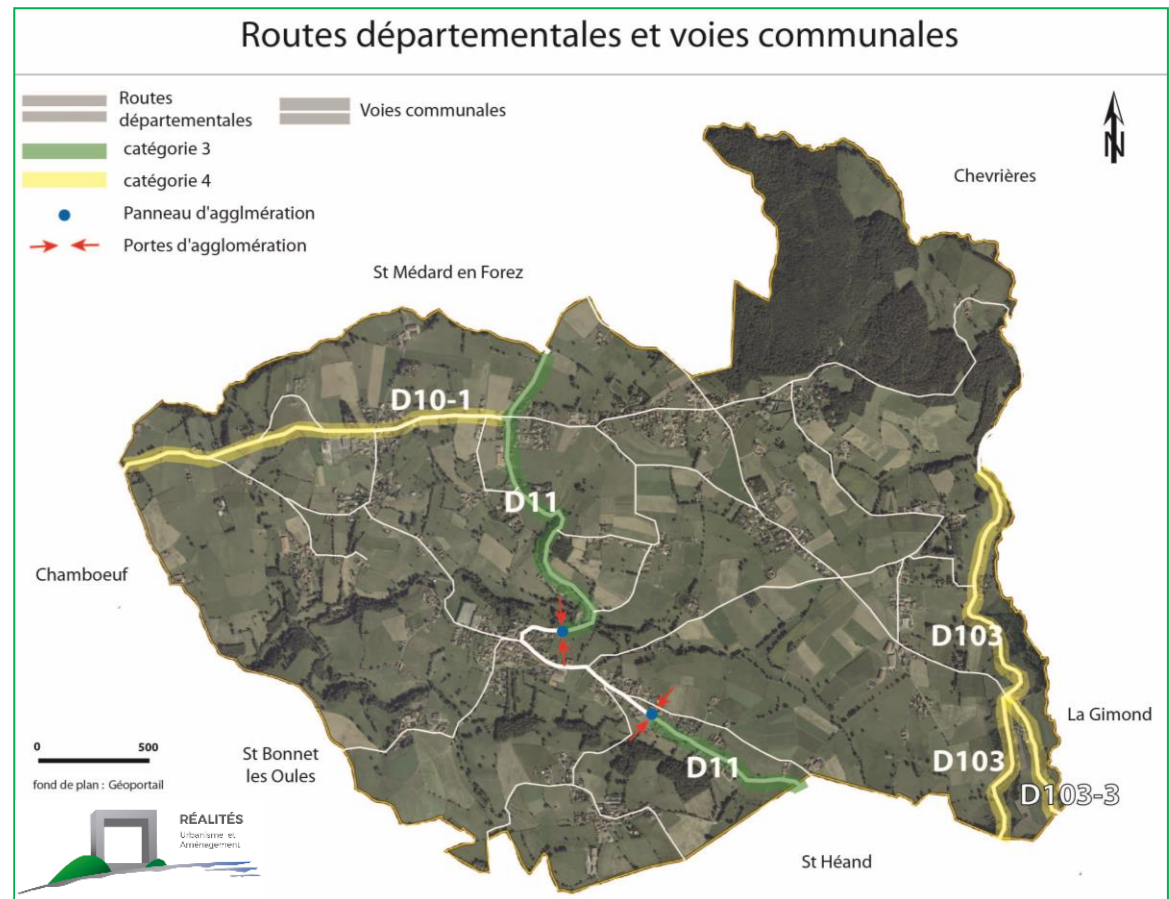 Routes départementales et voies communales
Routes
départementales
Voies communales
catégorie 3
catégorie 4
Panneau d'agglmération
Portes d'agglomération
N
Chevrières
St Médard en Forez
D10-1
D11
Chamboeuf
D103
La Gimond
D11
D103
D103-3
St Bonnet
les Oules
St Héand
0 500
fond de plan : Géoportail
RÉALITÉS
Urbanisme et
Aménagement